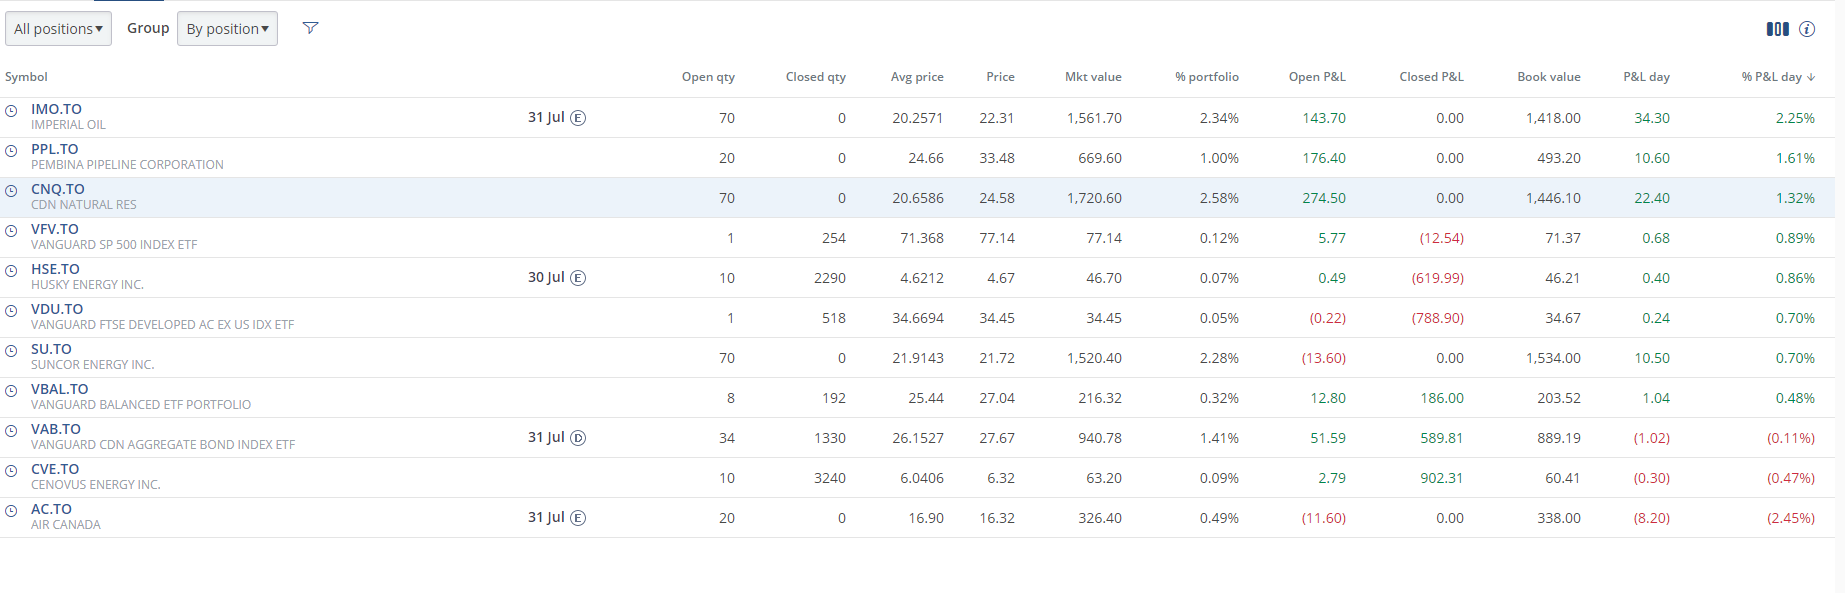 All positions▾ Group By position▾
Symbol Open qty Closed qty Avg price Price Mkt value % portfolio Open P&L Closed P&L Book value P&L day % P&L day ↓
IMO.TO 31 Jul E 70 0 20.2571 22.31 1,561.70 2.34% 143.70 0.00 1,418.00 34.30 2.25%
IMPERIAL OIL
PPL.TO 20 0 24.66 33.48 669.60 1.00% 176.40 0.00 493.20 10.60 1.61%
PEMBINA PIPELINE CORPORATION
CNQ.TO 70 0 20.6586 24.58 1,720.60 2.58% 274.50 0.00 1,446.10 22.40 1.32%
CDN NATURAL RES
VFV.TO 1 254 71.368 77.14 77.14 0.12% 5.77 (12.54) 71.37 0.68 0.89%
VANGUARD SP 500 INDEX ETF
HSE.TO 30 Jul E 10 2290 4.6212 4.67 46.70 0.07% 0.49 (619.99) 46.21 0.40 0.86%
HUSKY ENERGY INC.
VDU.TO 1 518 34.6694 34.45 34.45 0.05% (0.22) (788.90) 34.67 0.24 0.70%
VANGUARD FTSE DEVELOPED AC EX US IDX ETF
SU.TO 70 0 21.9143 21.72 1,520.40 2.28% (13.60) 0.00 1,534.00 10.50 0.70%
SUNCOR ENERGY INC.
VBAL.TO 8 192 25.44 27.04 216.32 0.32% 12.80 186.00 203.52 1.04 0.48%
VANGUARD BALANCED ETF PORTFOLIO
VAB.TO 31 Jul D 34 1330 26.1527 27.67 940.78 1.41% 51.59 589.81 889.19 (1.02) (0.11%)
VANGUARD CDN AGGREGATE BOND INDEX ETF
CVE.TO 10 3240 6.0406 6.32 63.20 0.09% 2.79 902.31 60.41 (0.30) (0.47%)
CENOVUS ENERGY INC.
AC.TO 31 Jul E 20 0 16.90 16.32 326.40 0.49% (11.60) 0.00 338.00 (8.20) (2.45%)
AIR CANADA